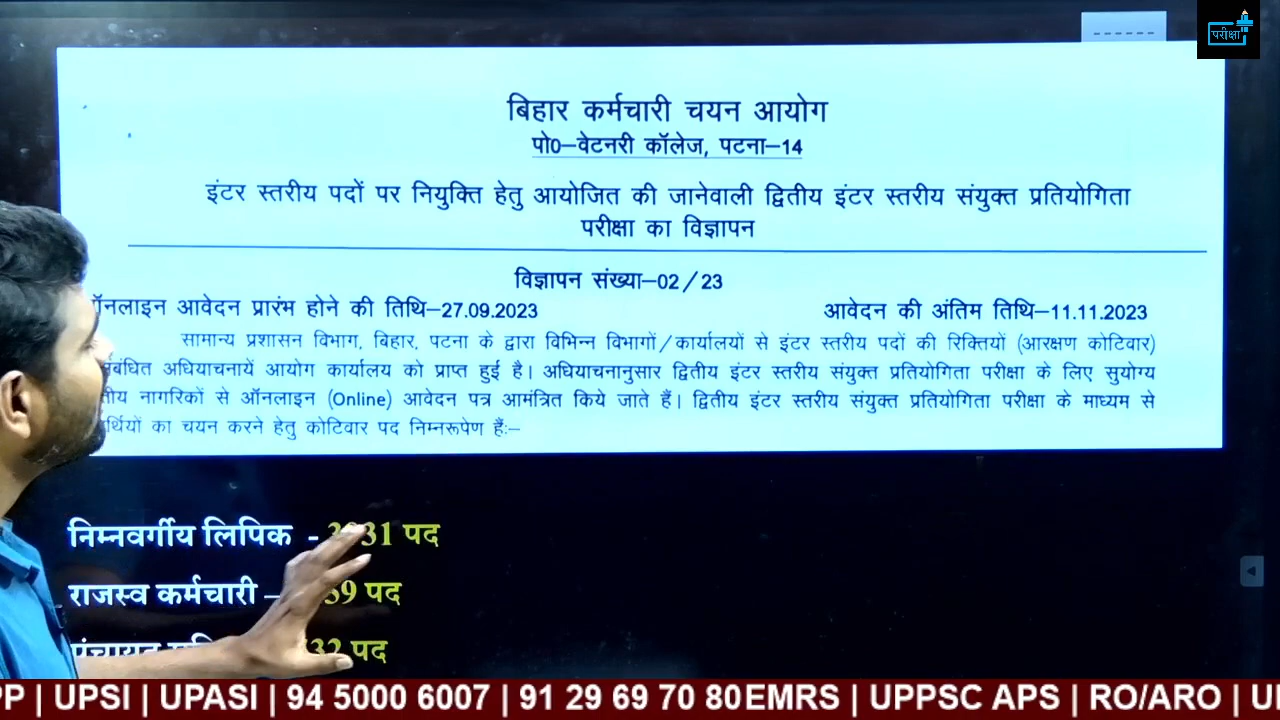 ------
परीक्षा
बिहार कर्मचारी चयन आयोग
पो0–वेटनरी कॉलेज, पटना–14
इंटर स्तरीय पदों पर नियुक्ति हेतु आयोजित की जानेवाली द्वितीय इंटर स्तरीय संयुक्त प्रतियोगिता
परीक्षा का विज्ञापन
विज्ञापन संख्या–02/23
ऑनलाइन आवेदन प्रारंभ होने की तिथि–27.09.2023 आवेदन की अंतिम तिथि–11.11.2023
सामान्य प्रशासन विभाग, बिहार, पटना के द्वारा विभिन्न विभागों/कार्यालयों से इंटर स्तरीय पदों की रिक्तियों (आरक्षण कोटिवार)
अधियाचनायें आयोग कार्यालय को प्राप्त हुई है। अधियाचनानुसार द्वितीय इंटर स्तरीय संयुक्त प्रतियोगिता परीक्षा के लिए सुयोग्य
नागरिकों से ऑनलाइन (Online) आवेदन पत्र आमंत्रित किये जाते हैं। द्वितीय इंटर स्तरीय संयुक्त प्रतियोगिता परीक्षा के माध्यम से
का चयन करने हेतु कोटिवार पद निम्नरूपेण हैंः–
निम्नवर्गीय लिपिक - पद
राजस्व कर्मचारी – पद
पद
PP | UPSI | UPASI | 94 5000 6007 | 91 29 69 70 80 EMRS | UPPSC APS | RO/ARO |